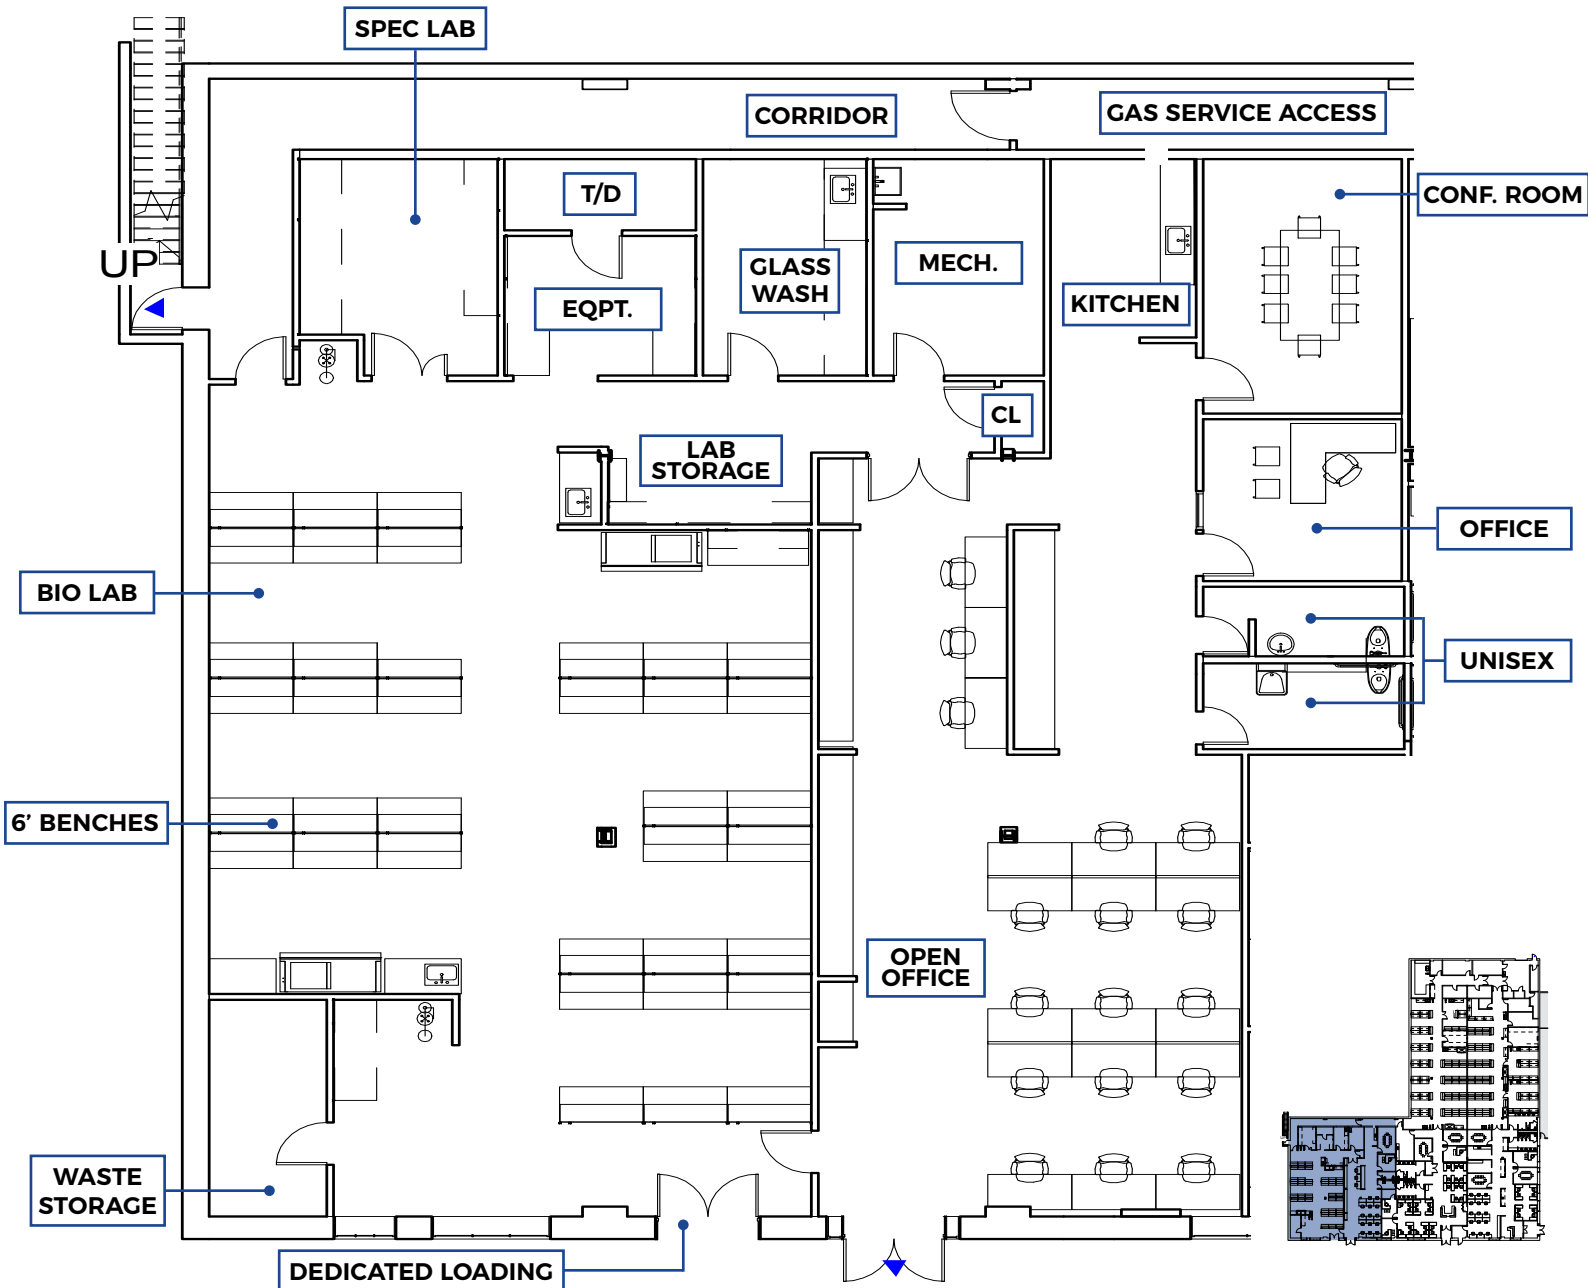 SPEC LAB
CORRIDOR
GAS SERVICE ACCESS
T/D
CONF. ROOM
UP
GLASS
WASH
MECH.
EQPT.
KITCHEN
CL
LAB
STORAGE
OFFICE
BIO LAB
UNISEX
6’ BENCHES
OPEN
OFFICE
WASTE
STORAGE
DEDICATED LOADING